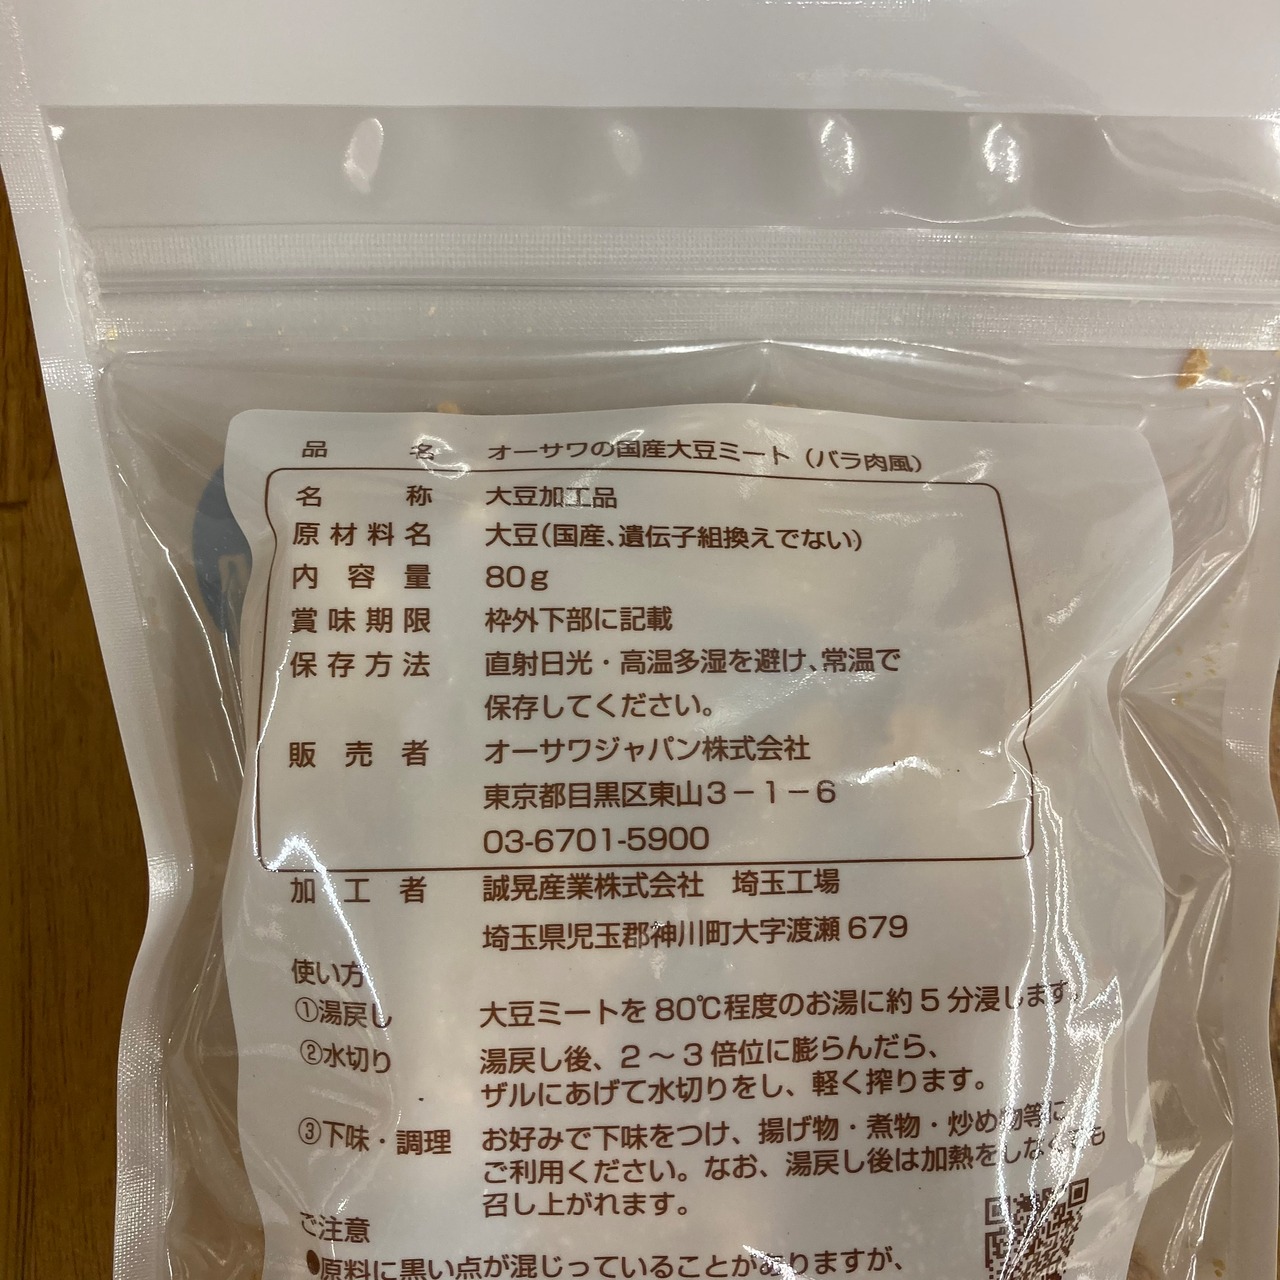 品名 オーサワの国産大豆ミート（バラ肉風）
名称 大豆加工品
原材料名 大豆（国産、遺伝子組換えでない）
内容量 80g
賞味期限 枠外下部に記載
保存方法 直射日光・高温多湿を避け、常温で
保存してください。
販売者 オーサワジャパン株式会社
東京都目黒区東山3－1－6
03-6701-5900
加工者 誠晃産業株式会社 埼玉工場
埼玉県児玉郡神川町大字渡瀬679
使い方
①湯戻し 大豆ミートを80℃程度のお湯に約5分浸します。
②水切り 湯戻し後、2～3倍位に膨らんだら、
ザルにあげて水切りをし、軽く搾ります。
③下味・調理 お好みで下味をつけ、揚げ物・煮物・炒め物等に
ご利用ください。なお、湯戻し後は加熱をしなくても
召し上がれます。
ご注意
●原料に黒い点が混じっていることがありますが、